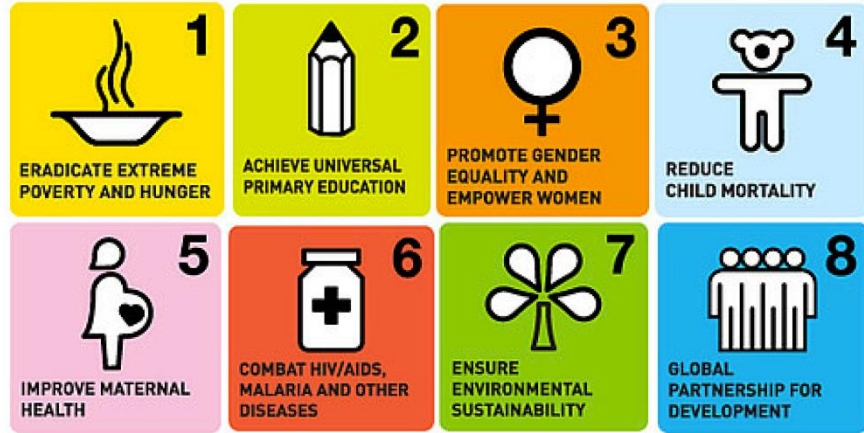 1
ERADICATE EXTREME
POVERTY AND HUNGER
2
ACHIEVE UNIVERSAL
PRIMARY EDUCATION
3
PROMOTE GENDER
EQUALITY AND
EMPOWER WOMEN
4
REDUCE
CHILD MORTALITY
5
IMPROVE MATERNAL
HEALTH
6
COMBAT HIV/AIDS,
MALARIA AND OTHER
DISEASES
7
ENSURE
ENVIRONMENTAL
SUSTAINABILITY
8
GLOBAL
PARTNERSHIP FOR
DEVELOPMENT